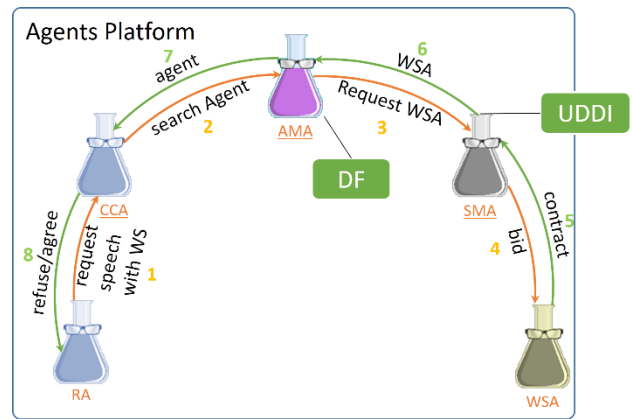 Agents Platform
7
agent
6
WSA
search Agent
2
Request WSA
3
AMA
UDDI
DF
CCA
SMA
contract
5
bid
4
8
refuse/agree
request
speech
with WS
1
RA
WSA